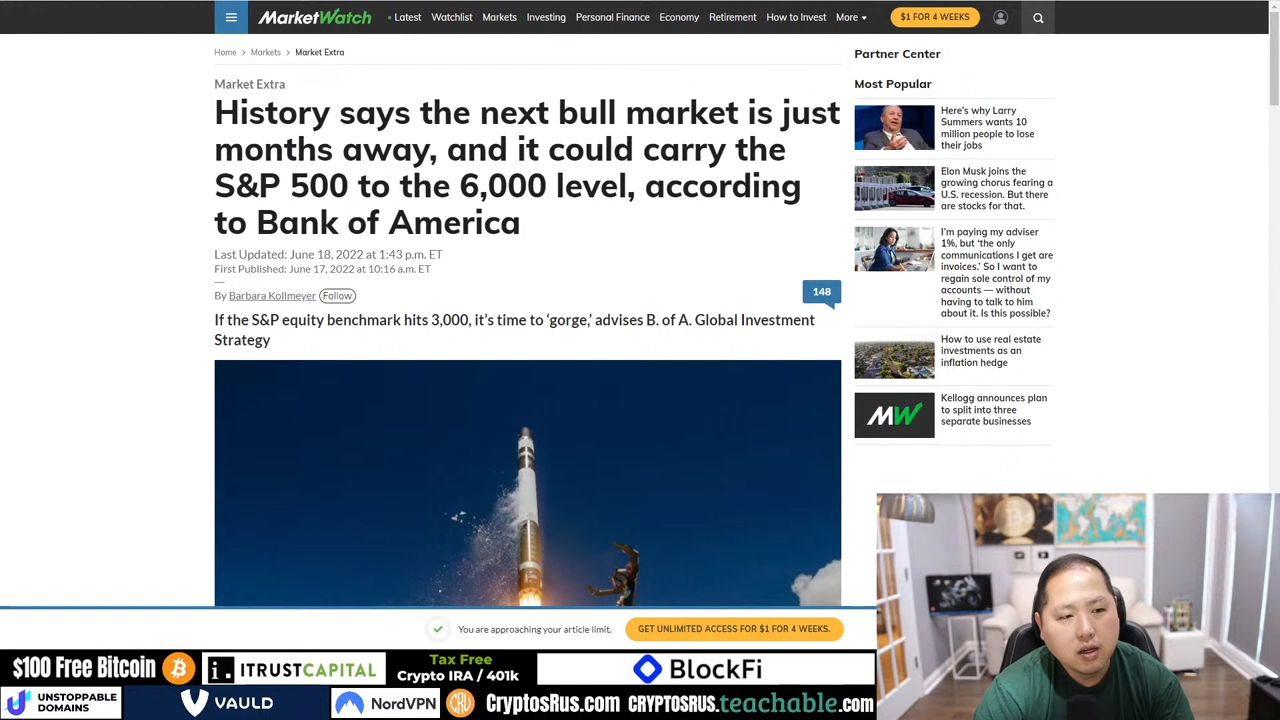 MarketWatch
Latest Watchlist Markets Investing Personal Finance Economy Retirement How to Invest More
$1 FOR 4 WEEKS
Home > Markets > Market Extra
Market Extra
History says the next bull market is just
months away, and it could carry the
S&P 500 to the 6,000 level, according
to Bank of America
Last Updated: June 18, 2022 at 1:43 p.m. ET
First Published: June 17, 2022 at 10:16 a.m. ET
By Barbara Kollmeyer Follow
148
If the S&P equity benchmark hits 3,000, it's time to 'gorge,' advises B. of A. Global Investment
Strategy
Partner Center
Most Popular
Here's why Larry
Summers wants 10
million people to lose
their jobs
Elon Musk joins the
growing chorus fearing a
U.S. recession. But there
are stocks for that.
I'm paying my adviser
1%, but 'the only
communications I get are
invoices.' So I want to
regain sole control of my
accounts — without
having to talk to him
about it. Is this possible?
How to use real estate
investments as an
inflation hedge
MW
Kellogg announces plan
to split into three
separate businesses
You are approaching your article limit.
GET UNLIMITED ACCESS FOR $1 FOR 4 WEEKS.
$100 Free Bitcoin
i. ITRUSTCAPITAL
Tax Free
Crypto IRA / 401k
BlockFi
UNSTOPPABLE
DOMAINS
VAULD
NordVPN
CRU
CryptosRus.com
CRYPTOSRUS.teachable.com